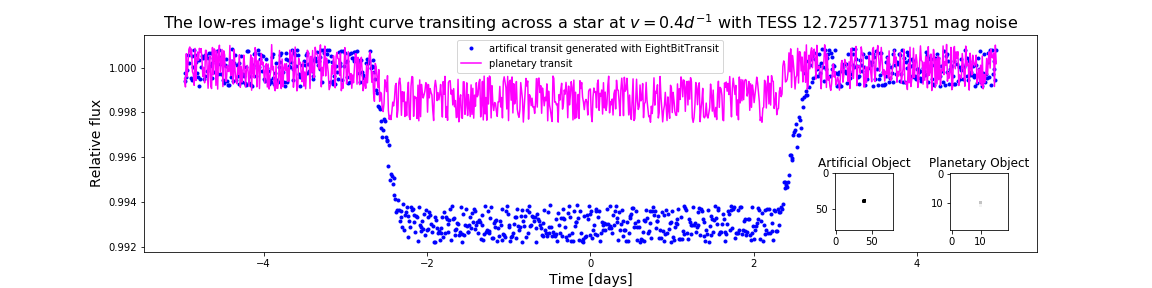 The low-res image's light curve transiting across a star at v = 0.4d⁻¹ with TESS 12.7257713751 mag noise
artifical transit generated with EightBitTransit
planetary transit
Relative flux
1.000
0.998
0.996
0.994
0.992
Artificial Object
0
50
0 50
Planetary Object
0
10
0 10
−4 −2 0 2 4
Time [days]